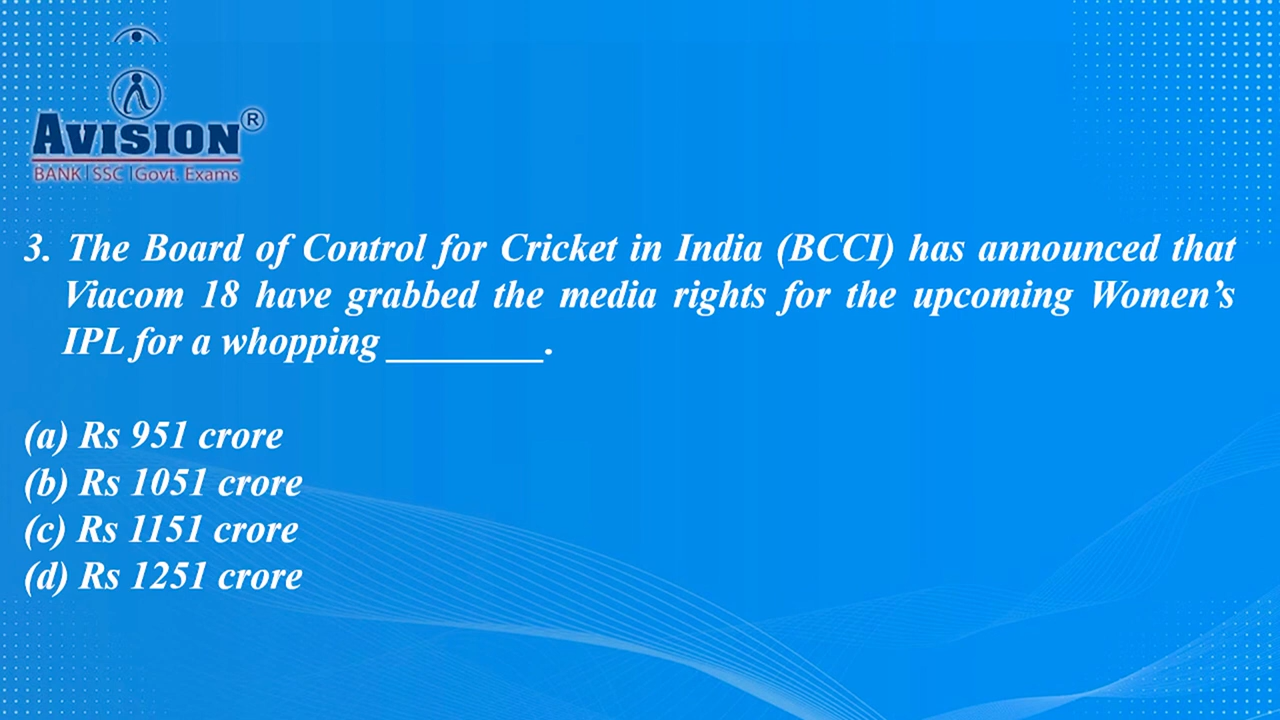 AVISION®
BANK | SSC | Govt. Exams
3. The Board of Control for Cricket in India (BCCI) has announced that
Viacom 18 have grabbed the media rights for the upcoming Women’s
IPL for a whopping ________.
(a) Rs 951 crore
(b) Rs 1051 crore
(c) Rs 1151 crore
(d) Rs 1251 crore